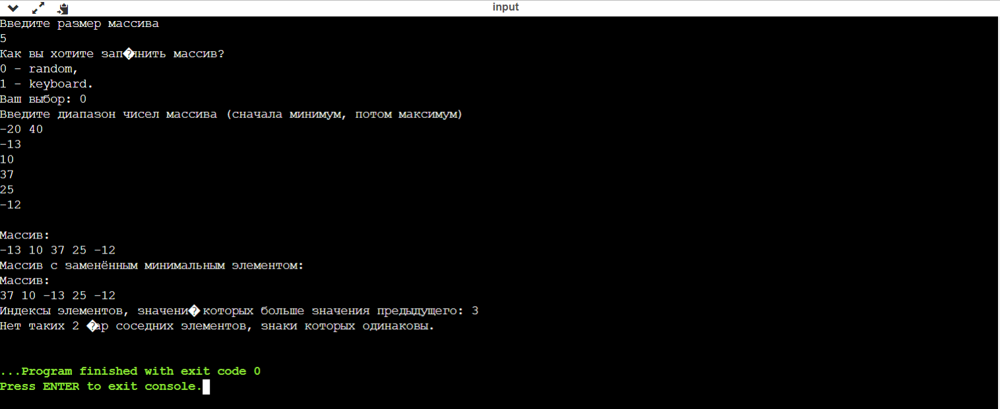 input
Введите размер массива
5
Как вы хотите зап�лнить массив?
0 - random,
1 - keyboard.
Ваш выбор: 0
Введите диапазон чисел массива (сначала минимум, потом максимум)
-20 40
-13
10
37
25
-12
Массив:
-13 10 37 25 -12
Массив с заменённым минимальным элементом:
Массив:
37 10 -13 25 -12
Индексы элементов, значени� которых больше значения предыдущего: 3
Нет таких 2 �ар соседних элементов, знаки которых одинаковы.
...Program finished with exit code 0
Press ENTER to exit console.